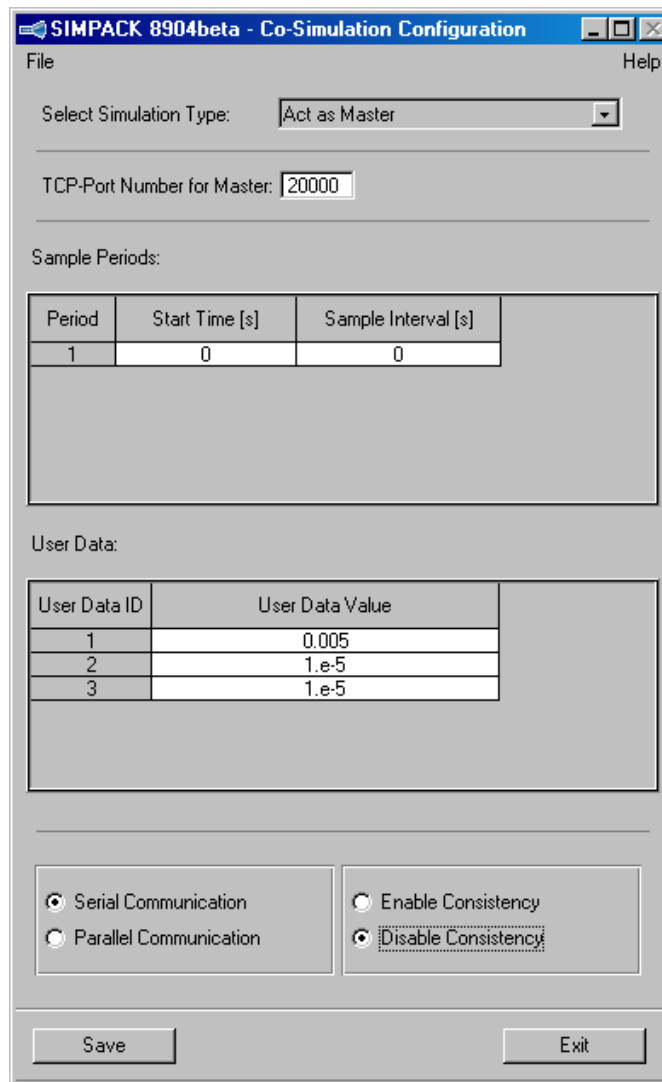 SIMPACK 8904beta - Co-Simulation Configuration
File Help
Select Simulation Type: Act as Master
TCP-Port Number for Master: 20000
Sample Periods:
Period Start Time [s] Sample Interval [s]
1 0 0
User Data:
User Data ID User Data Value
1 0.005
2 1.e-5
3 1.e-5
Serial Communication Enable Consistency
Parallel Communication Disable Consistency
Save Exit